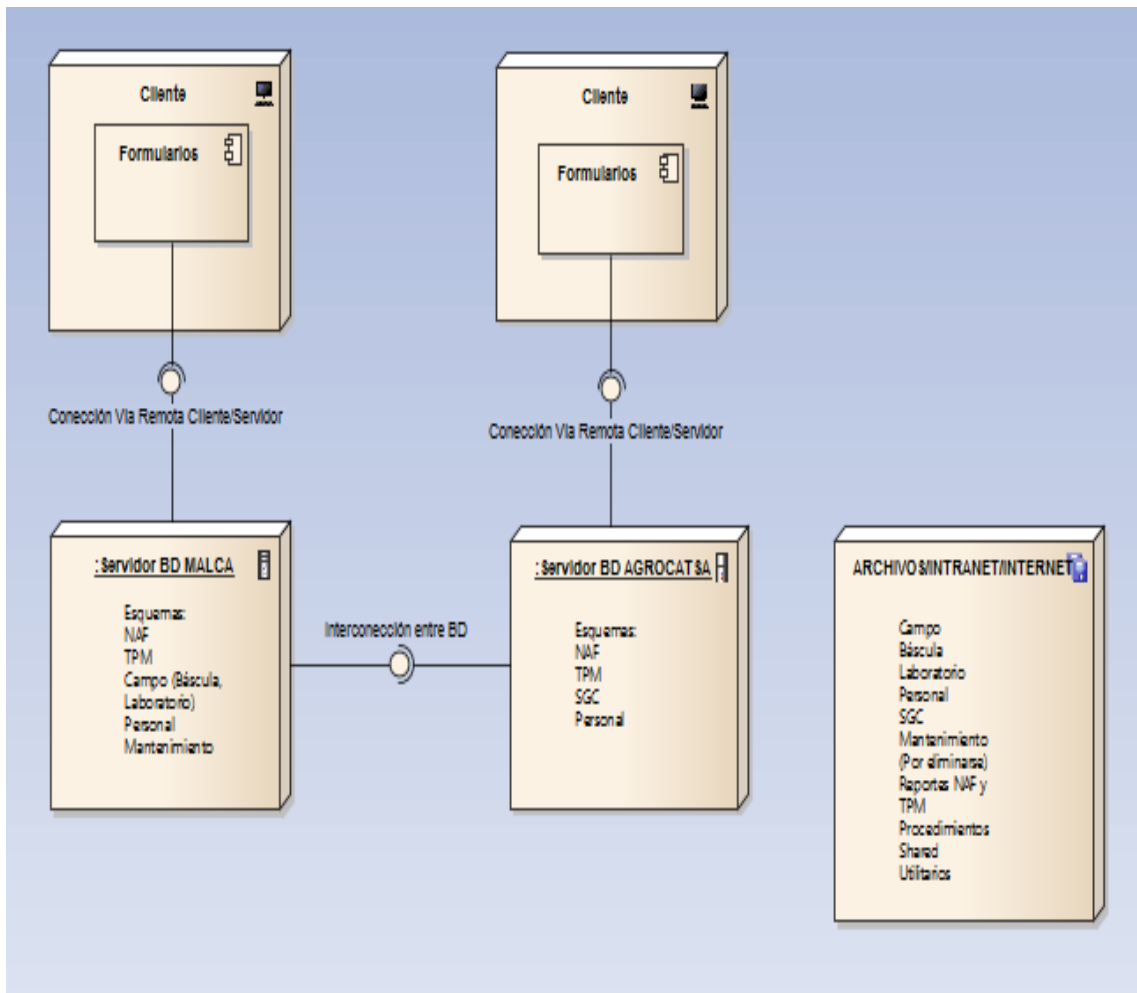 Cliente
Formularios
Conección Via Remota Cliente/Servidor
Cliente
Formularios
Conección Via Remota Cliente/Servidor
:Servidor BD MALCA
Esquemas:
NAF
TPM
Campo (Báscula,
Laboratorio)
Personal
Mantenimiento
Interconección entre BD
:Servidor BD AGROCATSA
Esquemas:
NAF
TPM
SGC
Personal
ARCHIVOS/INTRANET/INTERNET
Campo
Báscula
Laboratorio
Personal
SGC
Mantenimiento
(Por eliminarse)
Reportes NAF y
TPM
Procedimientos
Shared
Utilitarios